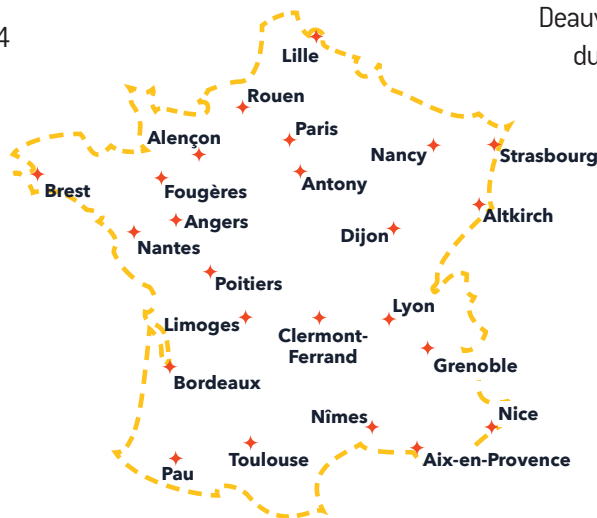 4
Deauv
du
Lille
Rouen
Paris
Alençon
Nancy
Strasbourg
Antony
Brest
Fougères
Altkirch
Angers
Dijon
Nantes
Poitiers
Lyon
Limoges
Clermont-
Ferrand
Grenoble
Bordeaux
Nice
Nîmes
Toulouse
Aix-en-Provence
Pau